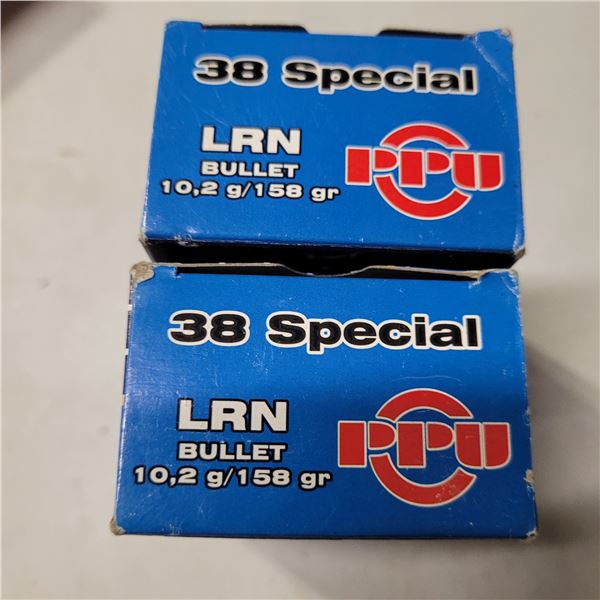 38 Special
LRN
BULLET
10,2 g/158 gr
PPU
38 Special
LRN
BULLET
10,2 g/158 gr
PPU